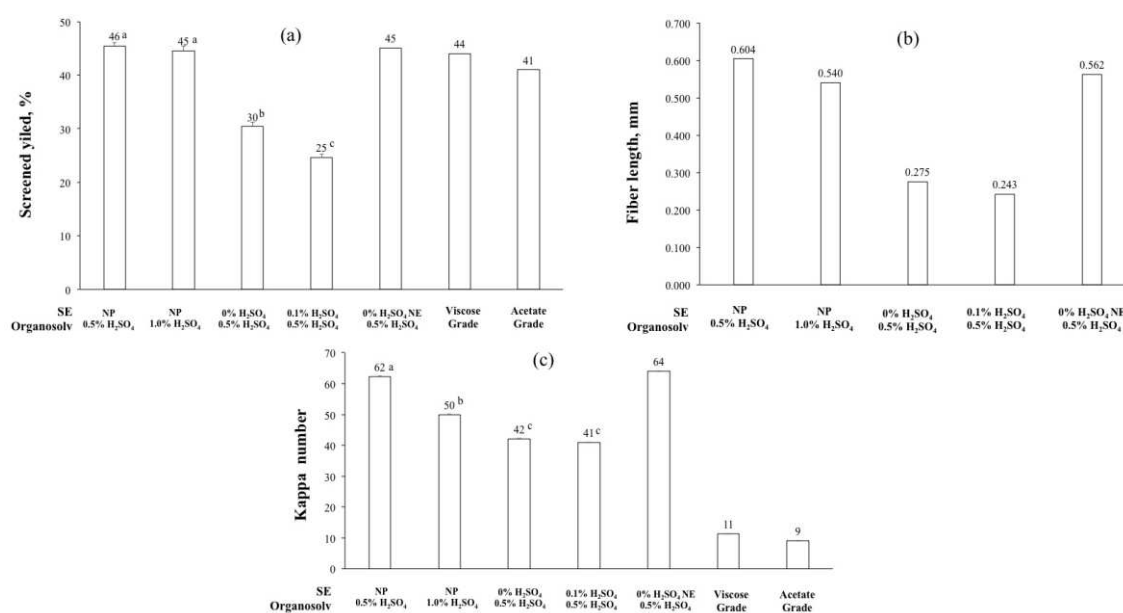 (a)
Screened yiled, %
50
40
30
20
10
0
46 a
45 a
30 b
25 c
45
44
41
SE NP NP 0% H₂SO₄ 0.1% H₂SO₄ 0% H₂SO₄ NE Viscose Acetate
Organosolv 0.5% H₂SO₄ 1.0% H₂SO₄ 0.5% H₂SO₄ 0.5% H₂SO₄ 0.5% H₂SO₄ Grade Grade
(b)
Fiber length, mm
0.700
0.600
0.500
0.400
0.300
0.200
0.100
0.000
0.604
0.540
0.275
0.243
0.562
SE NP NP 0% H₂SO₄ 0.1% H₂SO₄ 0% H₂SO₄ NE
Organosolv 0.5% H₂SO₄ 1.0% H₂SO₄ 0.5% H₂SO₄ 0.5% H₂SO₄ 0.5% H₂SO₄
(c)
Kappa number
70
60
50
40
30
20
10
0
62 a
50 b
42 c
41 c
64
11
9
SE NP NP 0% H₂SO₄ 0.1% H₂SO₄ 0% H₂SO₄ NE Viscose Acetate
Organosolv 0.5% H₂SO₄ 1.0% H₂SO₄ 0.5% H₂SO₄ 0.5% H₂SO₄ 0.5% H₂SO₄ Grade Grade